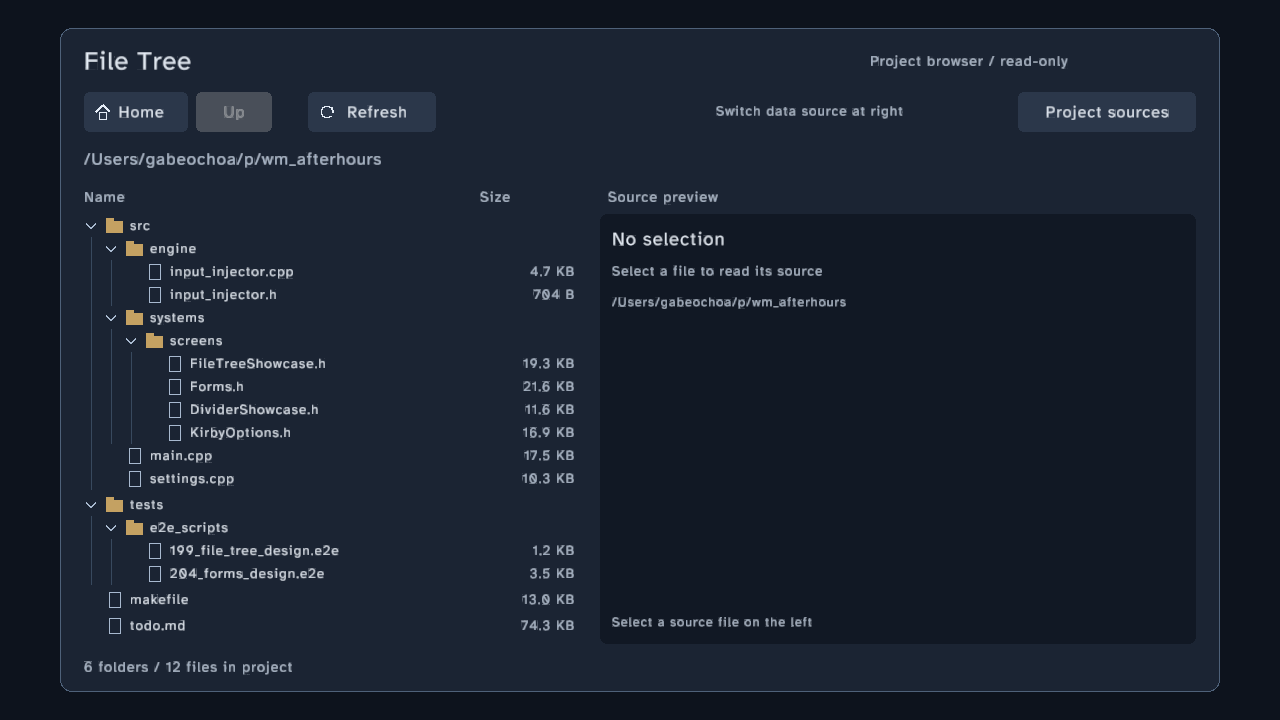 File Tree
Project browser / read-only
Home
Up
Refresh
Switch data source at right
Project sources
/Users/gabeochoa/p/wm_afterhours
Name
Size
Source preview
src
engine
input_injector.cpp 4.7 KB
input_injector.h 704 B
systems
screens
FileTreeShowcase.h 19.3 KB
Forms.h 21.6 KB
DividerShowcase.h 11.6 KB
KirbyOptions.h 16.9 KB
main.cpp 17.5 KB
settings.cpp 10.3 KB
tests
e2e_scripts
199_file_tree_design.e2e 1.2 KB
204_forms_design.e2e 3.5 KB
makefile 13.0 KB
todo.md 74.3 KB
No selection
Select a file to read its source
/Users/gabeochoa/p/wm_afterhours
Select a source file on the left
6 folders / 12 files in project